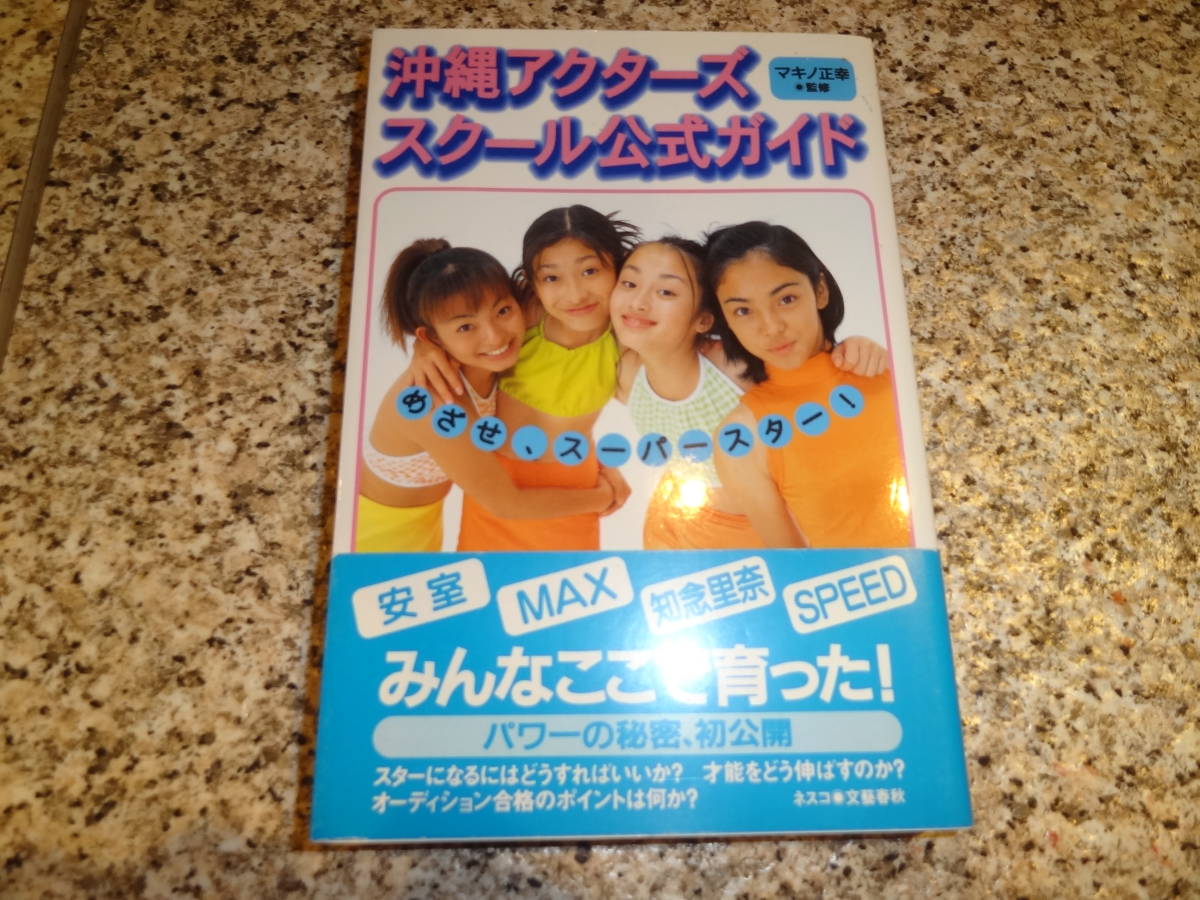 沖縄アクターズ
スクール公式ガイド
マキノ正幸
●監修
めざせ、スーパースター!
安室
MAX
知念里奈
SPEED
みんなここで育った!
パワーの秘密、初公開
スターになるにはどうすればいいか? 才能をどう伸ばすのか?
オーディション合格のポイントは何か?
ネスコ●文藝春秋